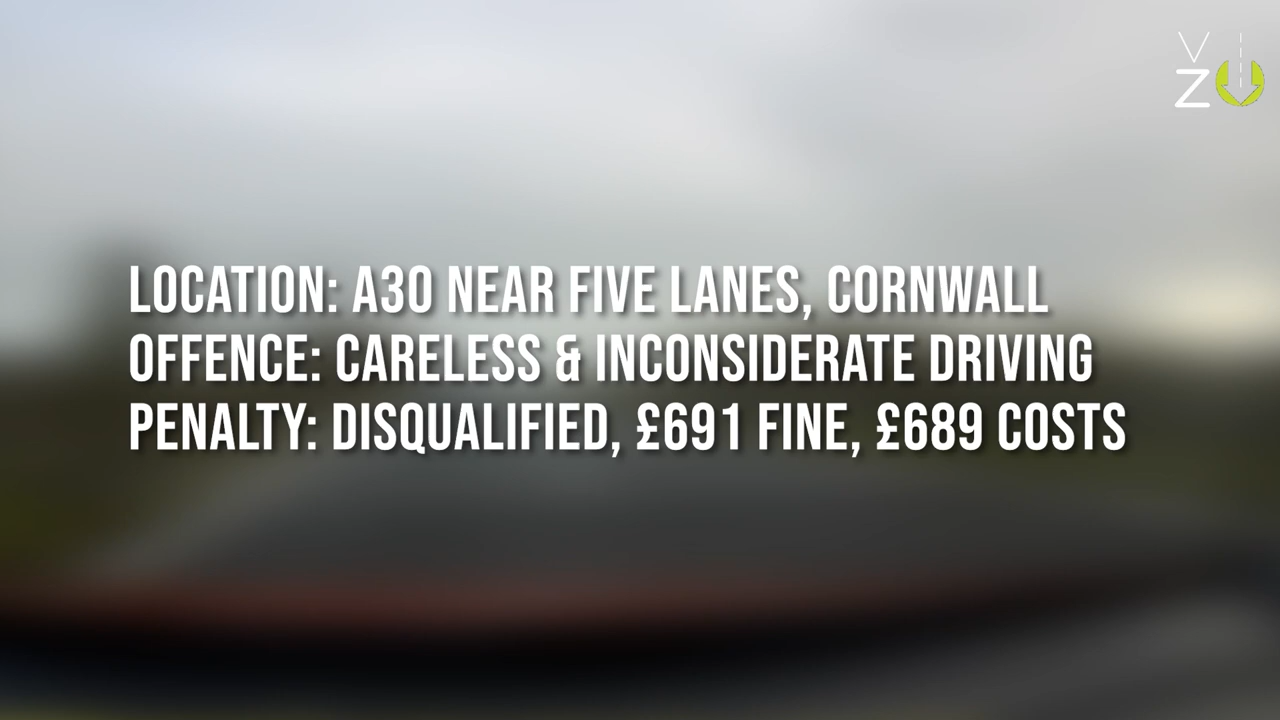 V
Z
LOCATION: A30 NEAR FIVE LANES, CORNWALL
OFFENCE: CARELESS & INCONSIDERATE DRIVING
PENALTY: DISQUALIFIED, £691 FINE, £689 COSTS